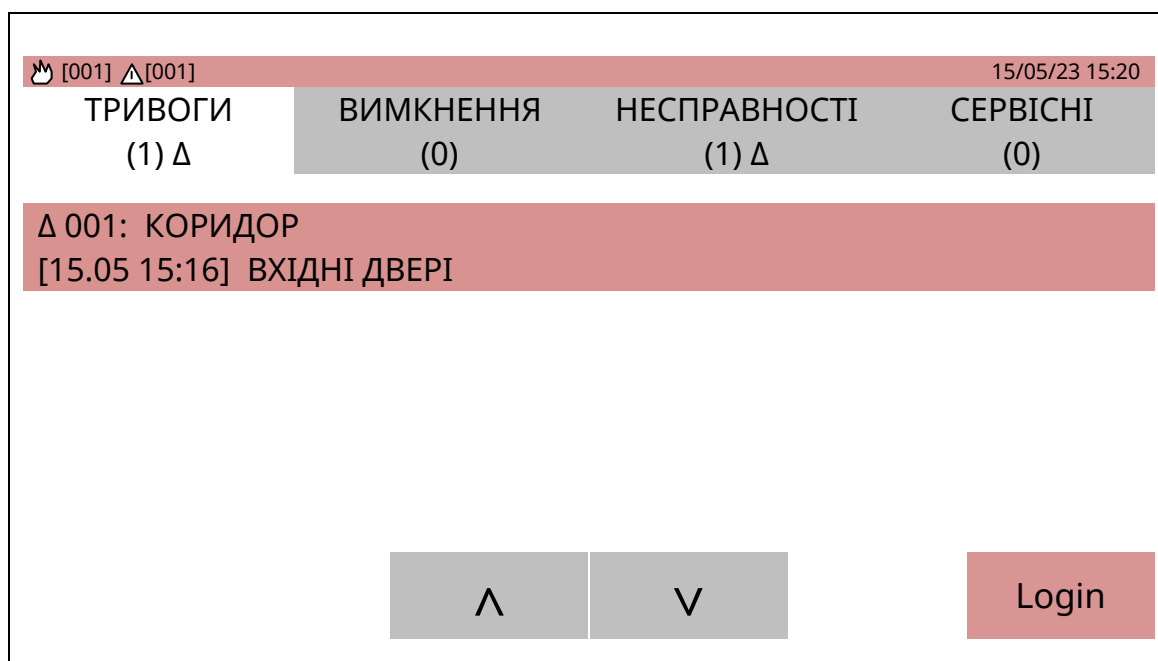 [001] [001] 15/05/23 15:20
ТРИВОГИ ВИМКНЕННЯ НЕСПРАВНОСТІ СЕРВІСНІ
(1) Δ (0) (1) Δ (0)
Δ 001: КОРИДОР
[15.05 15:16] ВХІДНІ ДВЕРІ
Λ V Login